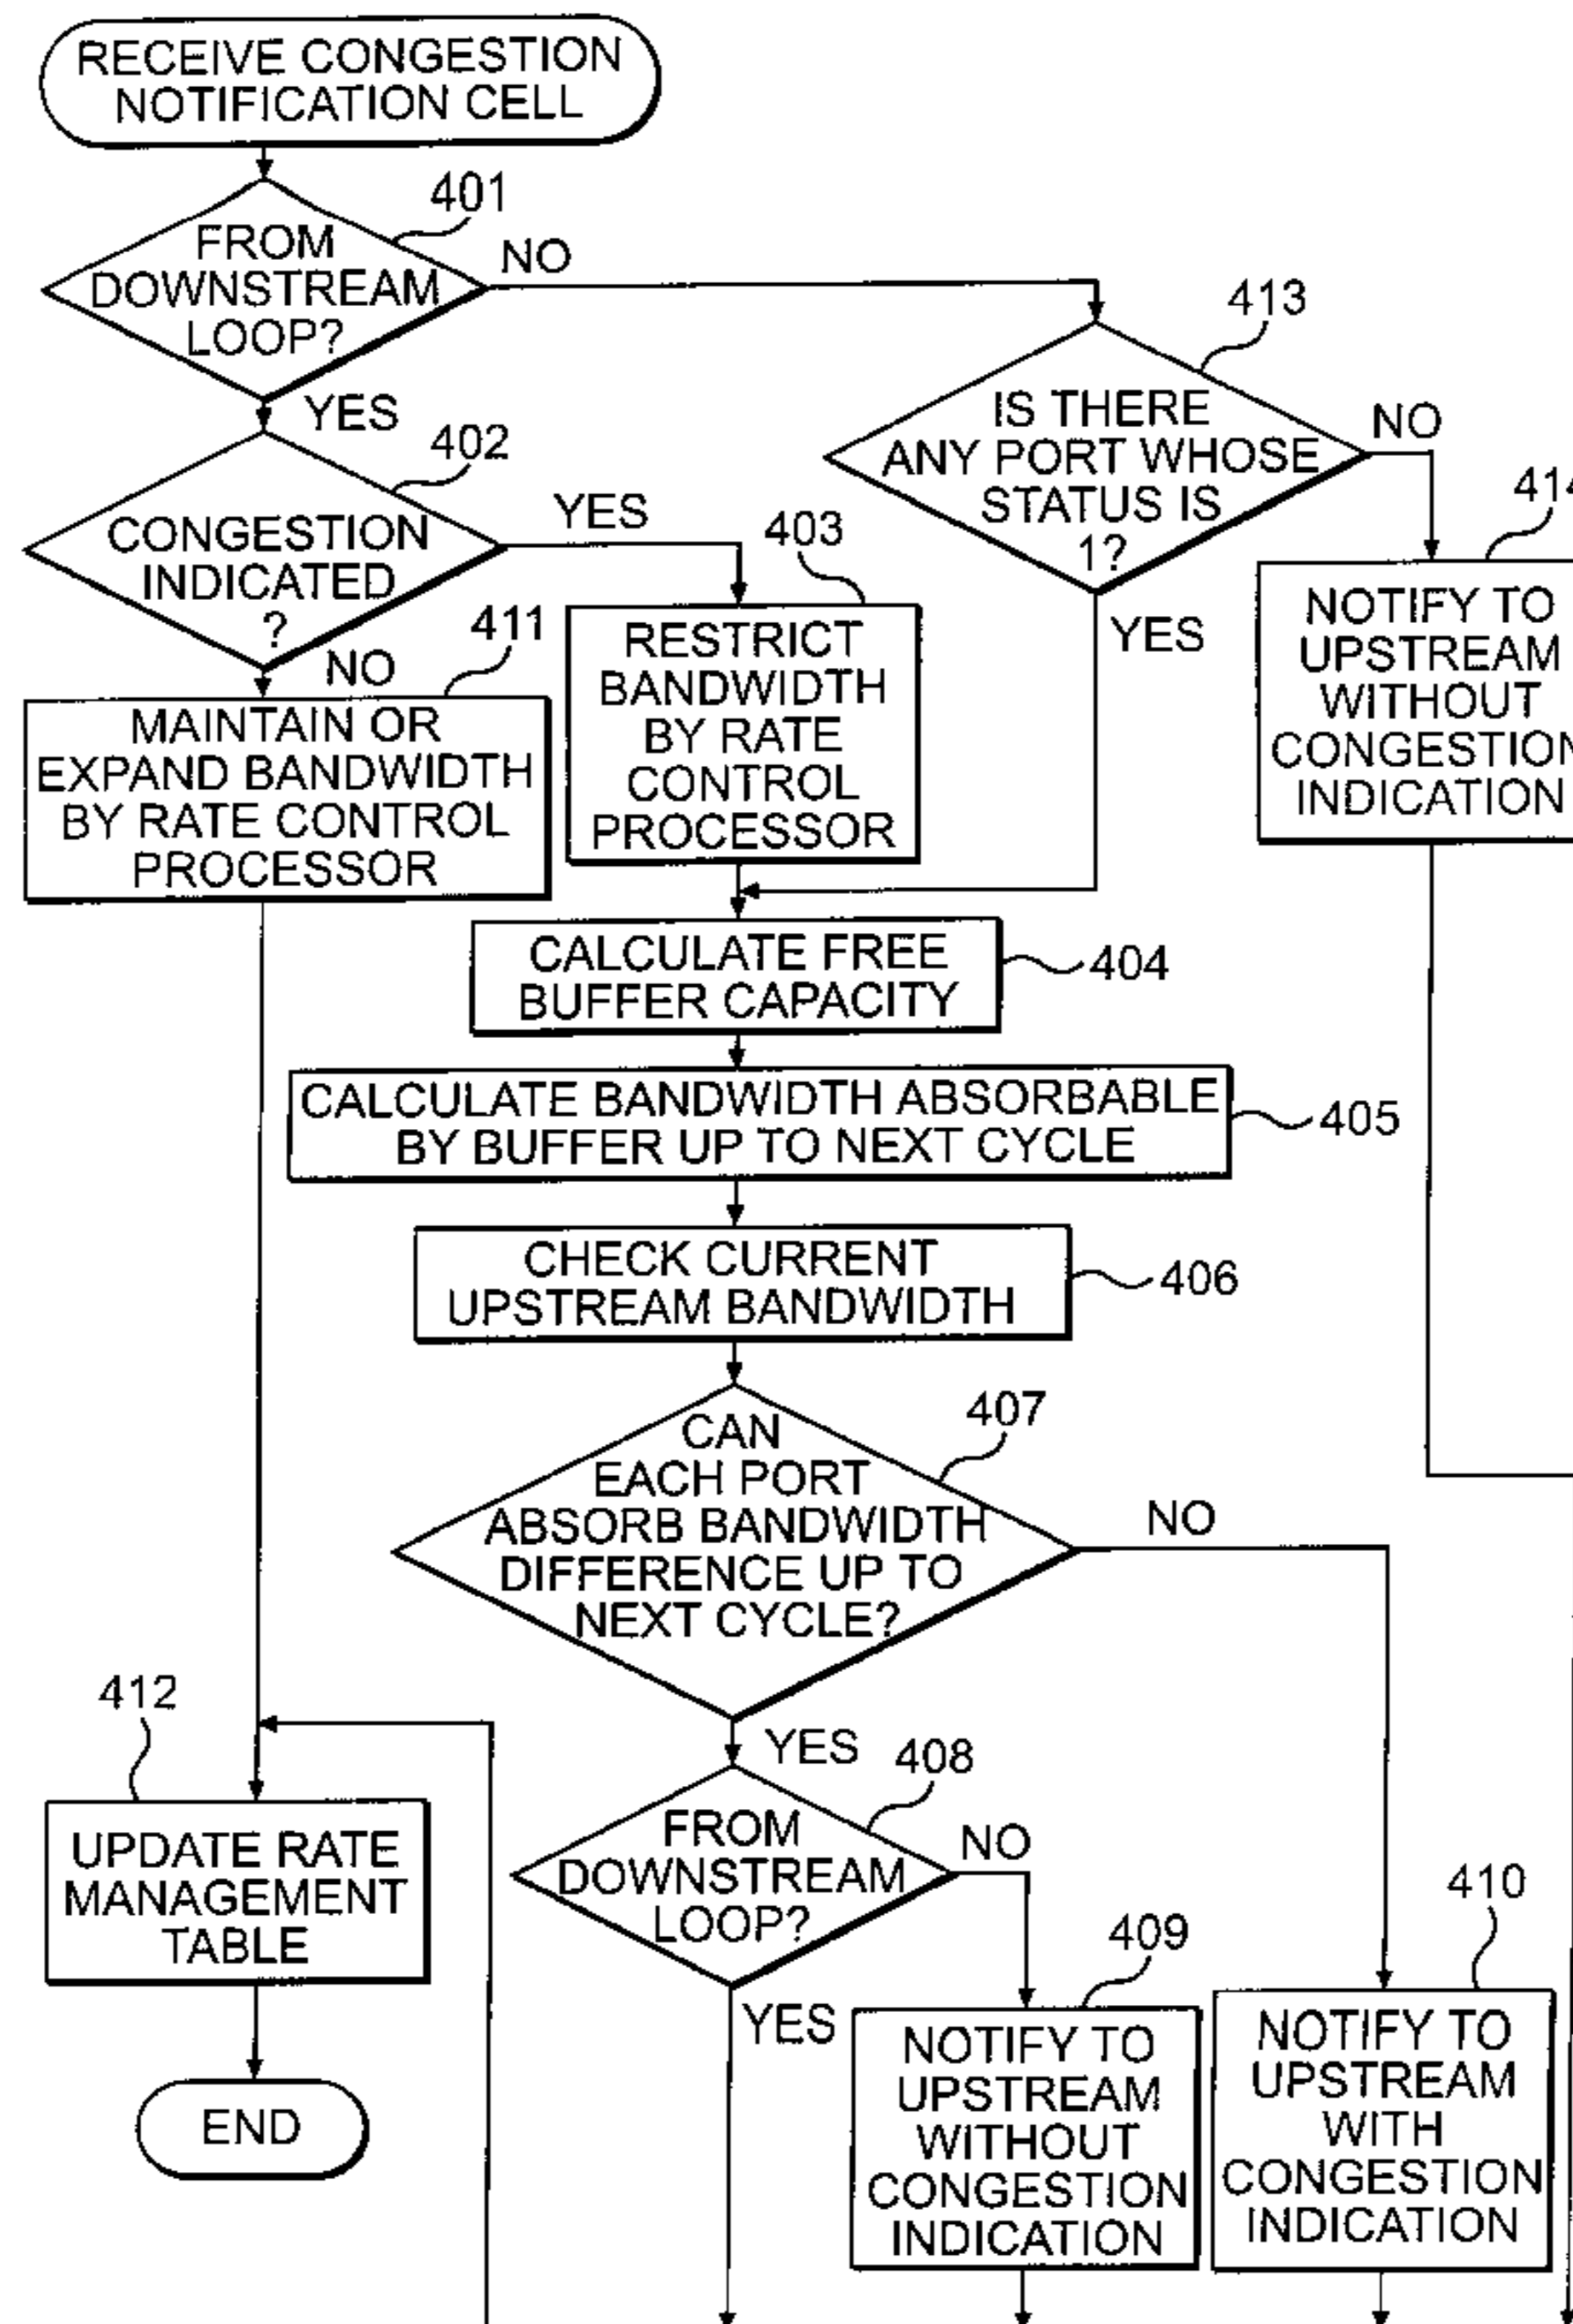 RECEIVE CONGESTION
NOTIFICATION CELL
401
FROM
DOWNSTREAM
LOOP?
NO
YES
413
IS THERE
ANY PORT WHOSE
STATUS IS
1?
NO
YES
402
CONGESTION
INDICATED
?
YES
NO
403
RESTRICT
BANDWIDTH
BY RATE
CONTROL
PROCESSOR
414
NOTIFY TO
UPSTREAM
WITHOUT
CONGESTION
INDICATION
411
MAINTAIN OR
EXPAND BANDWIDTH
BY RATE CONTROL
PROCESSOR
CALCULATE FREE
BUFFER CAPACITY
404
CALCULATE BANDWIDTH ABSORBABLE
BY BUFFER UP TO NEXT CYCLE
405
CHECK CURRENT
UPSTREAM BANDWIDTH
406
407
CAN
EACH PORT
ABSORB BANDWIDTH
DIFFERENCE UP TO
NEXT CYCLE?
NO
YES
412
UPDATE RATE
MANAGEMENT
TABLE
END
408
FROM
DOWNSTREAM
LOOP?
NO
YES
409
NOTIFY TO
UPSTREAM
WITHOUT
CONGESTION
INDICATION
410
NOTIFY TO
UPSTREAM
WITH
CONGESTION
INDICATION